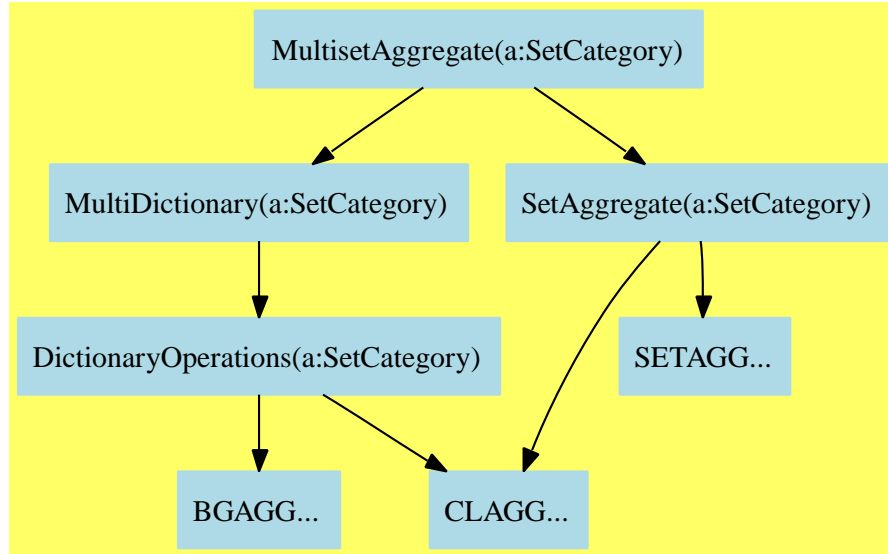 MultisetAggregate(a:SetCategory)
MultiDictionary(a:SetCategory)
SetAggregate(a:SetCategory)
DictionaryOperations(a:SetCategory)
SETAGG...
BGAGG...
CLAGG...